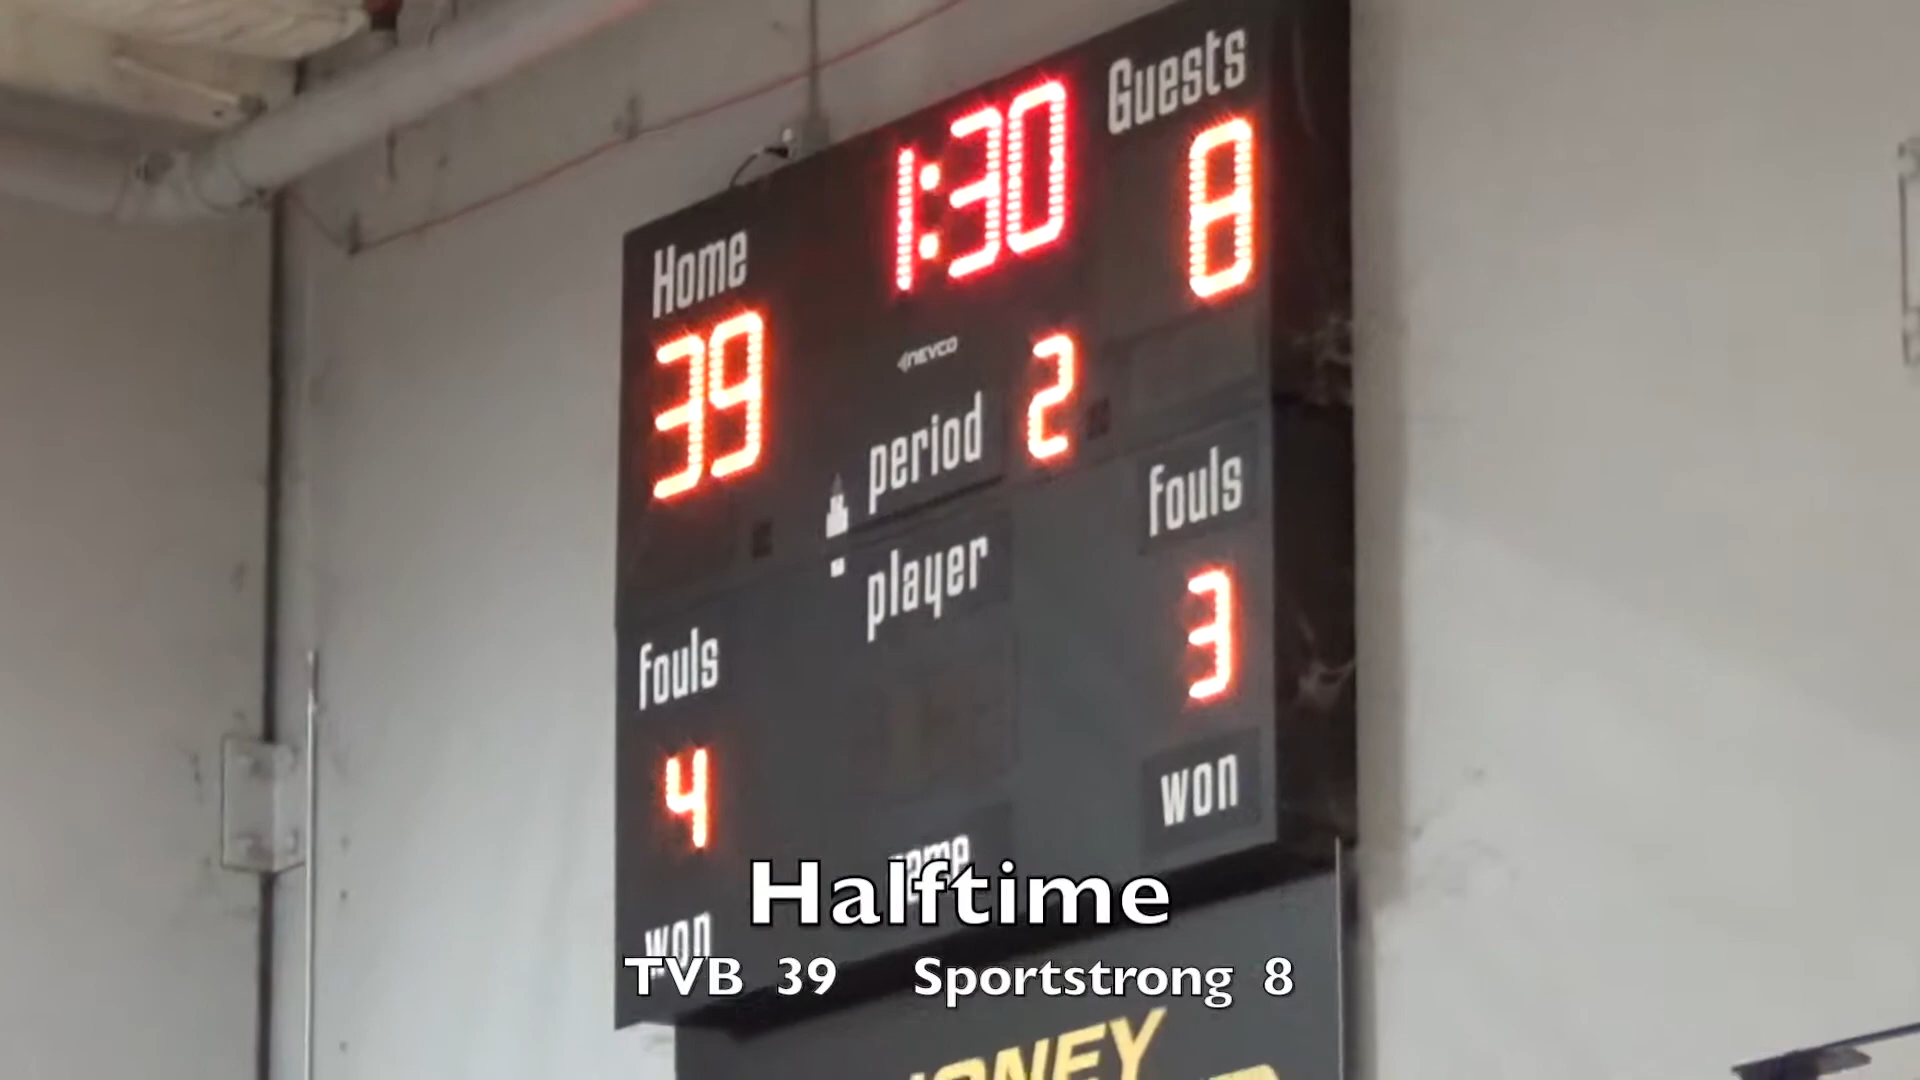 Guests
1:30
8
Home
39
NEVCO
period 2
player
fouls
3
fouls
4
won
won
Halftime
TVB 39 Sportstrong 8